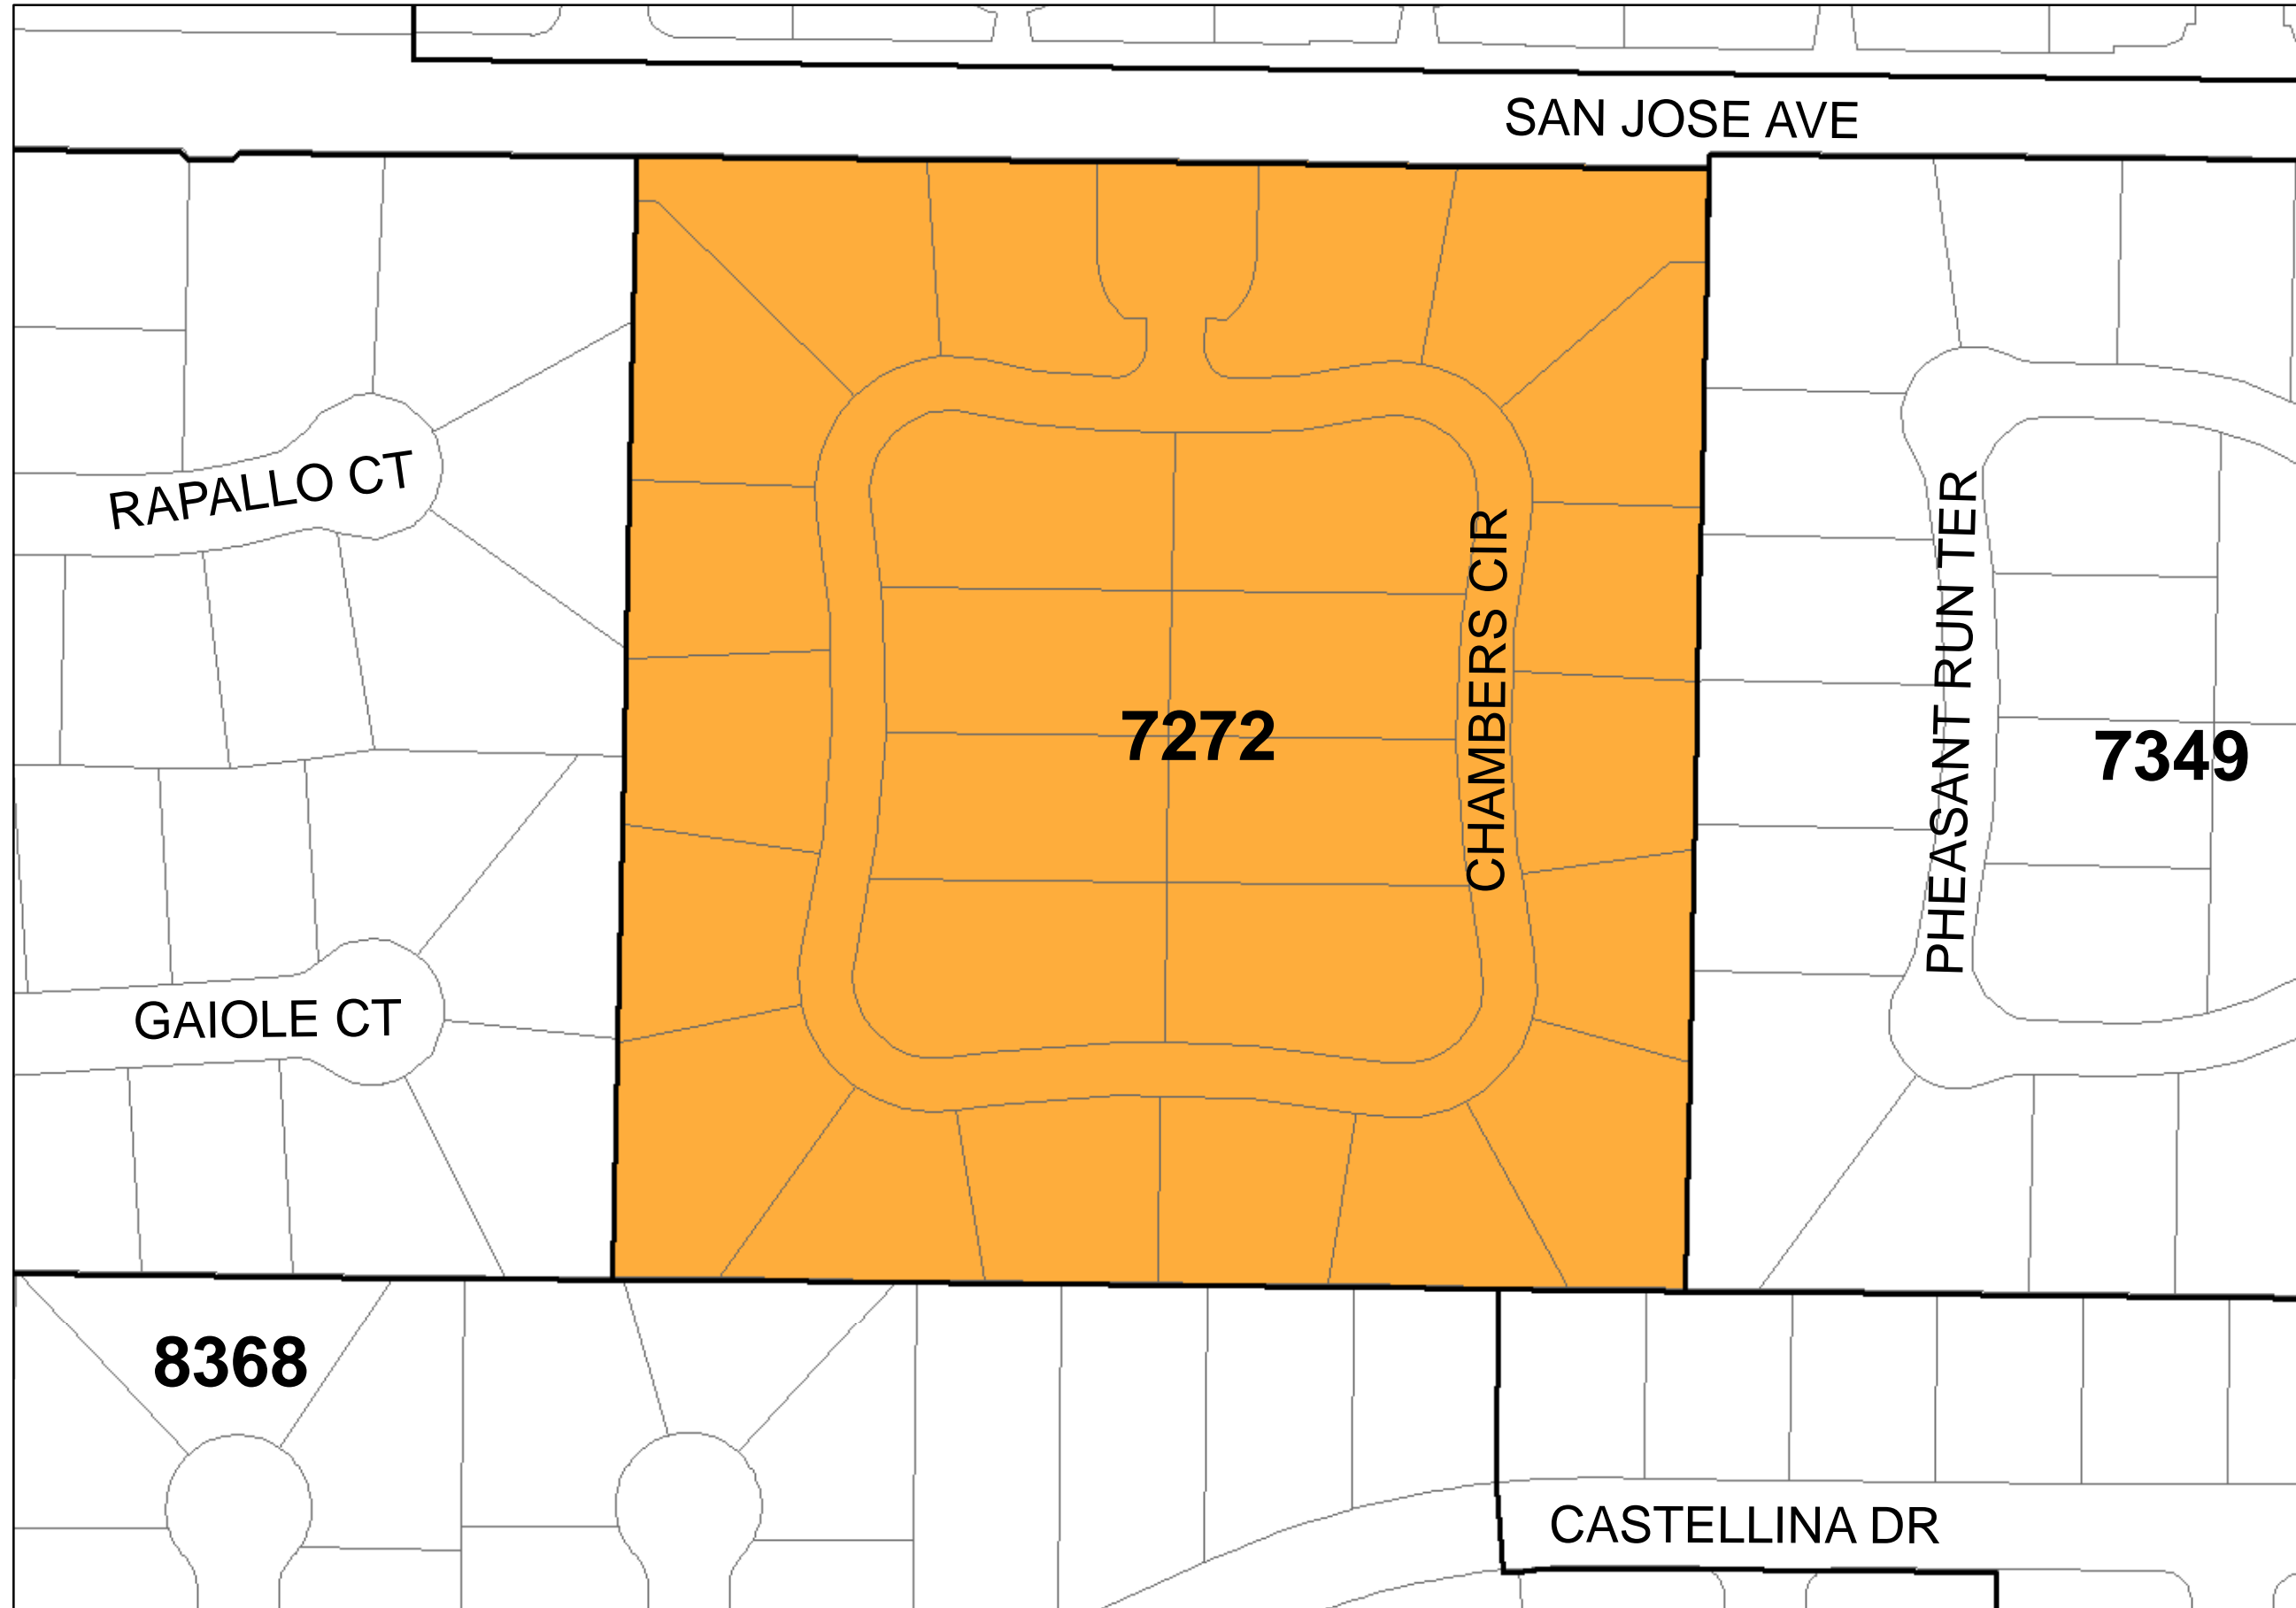 SAN JOSE AVE
RAPALLO CT
CHAMBERS CIR
PHEASANT RUN TER
7272
7349
GAIOLE CT
8368
CASTELLINA DR